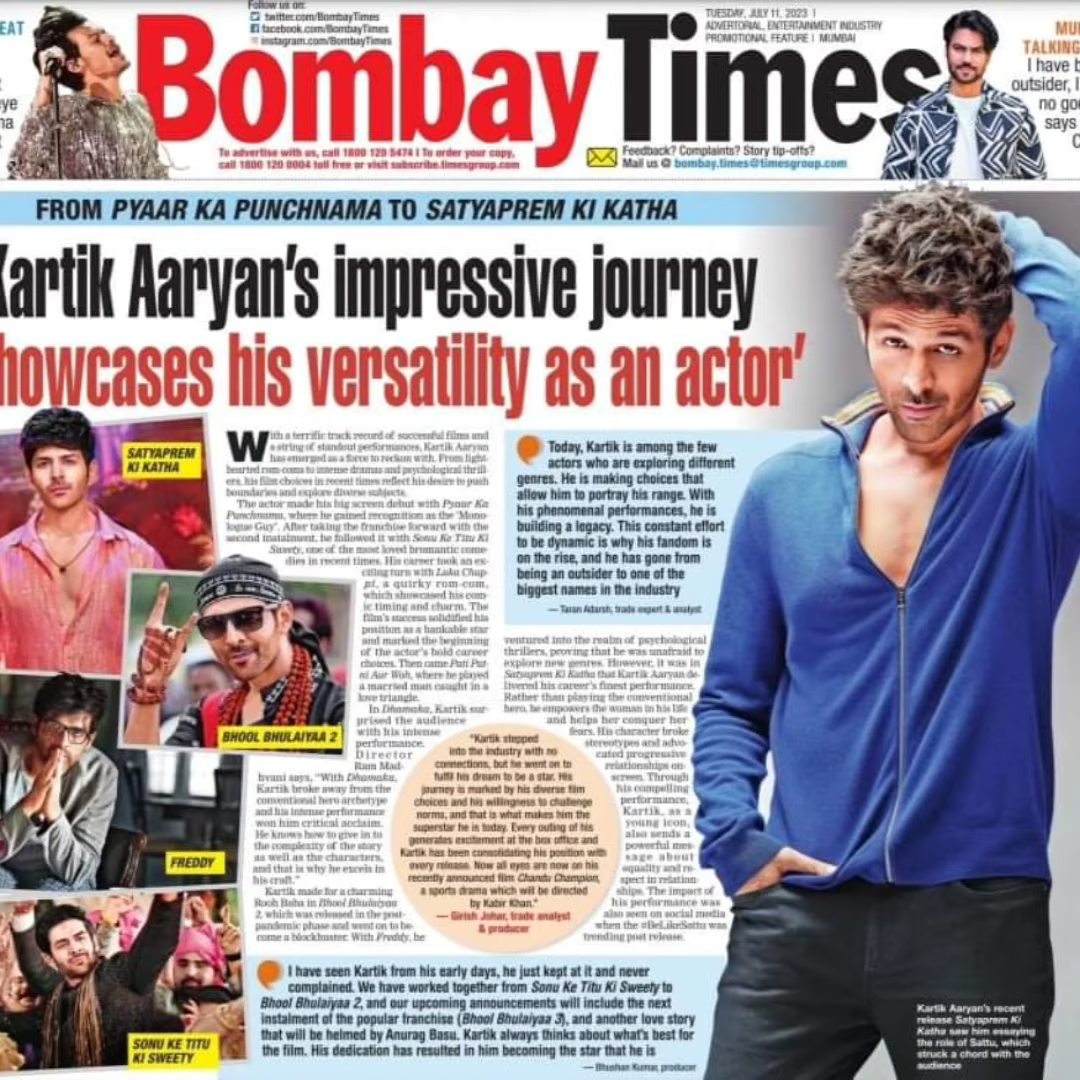 EAT
eye
na
Follow us on:
twitter.com/BombayTimes
facebook.com/BombayTimes
instagram.com/BombayTimes
Bombay Times
TUESDAY, JULY 11, 2023 |
ADVERTORIAL, ENTERTAINMENT INDUSTRY
PROMOTIONAL FEATURE | MUMBAI
To advertise with us, call 1800 120 5474 | To order your copy,
call 1800 120 0004 toll free or visit subscribe.timesgroup.com
Feedback? Complaints? Story tip-offs?
Mail us @ bombay.times@timesgroup.com
MU
TALKING
I have b
outsider, I
no go
says
FROM PYAAR KA PUNCHNAMA TO SATYAPREM KI KATHA
Kartik Aaryan's impressive journey
howcases his versatility as an actor'
SATYAPREM
KI KATHA
BHOOL BHULAIYAA 2
FREDDY
SONU KE TITU
KI SWEETY
With a terrific track record of successful films and
a string of standout performances, Kartik Aaryan
has emerged as a force to reckon with. From light-
hearted rom-coms to intense dramas and psychological thrill-
ers, his film choices in recent times reflect his desire to push
boundaries and explore diverse subjects.
The actor made his big screen debut with Pyaar Ka
Punchnama, where he gained recognition as the 'Mono-
logue Guy'. After taking the franchise forward with the
second instalment, he followed it with Sonu Ke Titu Ki
Sweety, one of the most loved bromantic come-
dies in recent times. His career took an ex-
citing turn with Luka Chup-
pi, a quirky rom-com,
which showcased his com-
ic timing and charm. The
film's success solidified his
position as a bankable star
and marked the beginning
of the actor's bold career
choices. Then came Pati Pat-
ni Aur Woh, where he played
a married man caught in a
love triangle.
In Dhamaka, Kartik sur-
prised the audience
with his intense
performance.
Director
Ram Mad-
hvani says, "With Dhamaka,
Kartik broke away from the
conventional hero archetype
and his intense performance
won him critical acclaim.
He knows how to give in to
the complexity of the story
as well as the characters,
and that is why he excels in
his craft."
Kartik made for a charming
Rooh Baba in Bhool Bhulaiyaa
2, which was released in the post-
pandemic phase and went on to be-
come a blockbuster. With Freddy, he
Today, Kartik is among the few
actors who are exploring different
genres. He is making choices that
allow him to portray his range. With
his phenomenal performances, he is
building a legacy. This constant effort
to be dynamic is why his fandom is
on the rise, and he has gone from
being an outsider to one of the
biggest names in the industry
— Taran Adarsh, trade expert & analyst
ventured into the realm of psychological
thrillers, proving that he was unafraid to
explore new genres. However, it was in
Satyaprem Ki Katha that Kartik Aaryan de-
livered his career's finest performance.
Rather than playing the conventional
hero, he empowers the woman in his life
and helps her conquer her
fears. His character broke
stereotypes and advo-
cated progressive
relationships on-
screen. Through
his compelling
performance,
Kartik, as a
young icon,
also sends a
powerful mes-
sage about
equality and re-
spect in relation-
ships. The impact of
his performance was
also seen on social media
when the #BeLikeSattu was
trending post release.
"Kartik stepped
into the industry with no
connections, but he went on to
fulfil his dream to be a star. His
journey is marked by his diverse film
choices and his willingness to challenge
norms, and that is what makes him the
superstar he is today. Every outing of his
generates excitement at the box office and
Kartik has been consolidating his position with
every release. Now all eyes are now on his
recently announced film Chandu Champion,
a sports drama which will be directed
by Kabir Khan."
— Girish Johar, trade analyst
& producer
I have seen Kartik from his early days, he just kept at it and never
complained. We have worked together from Sonu Ke Titu Ki Sweety to
Bhool Bhulaiyaa 2, and our upcoming announcements will include the next
instalment of the popular franchise (Bhool Bhulaiyaa 3), and another love story
that will be helmed by Anurag Basu. Kartik always thinks about what's best for
the film. His dedication has resulted in him becoming the star that he is
— Bhushan Kumar, producer
Kartik Aaryan's recent
release Satyaprem Ki
Katha saw him essaying
the role of Sattu, which
struck a chord with the
audience